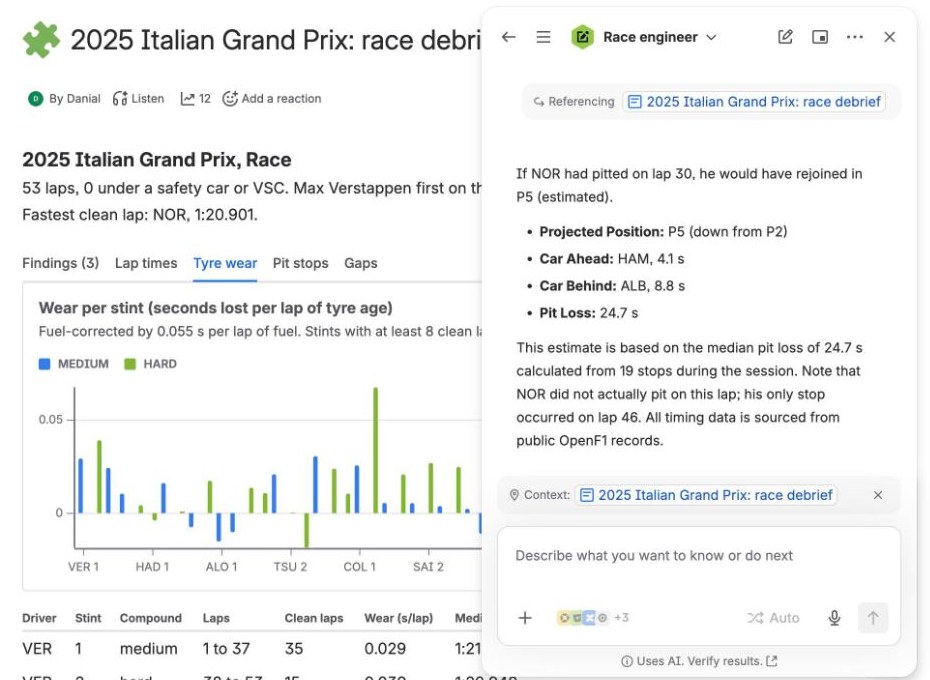 2025 Italian Grand Prix: race debri
By Danial Listen 12 Add a reaction
2025 Italian Grand Prix, Race
53 laps, 0 under a safety car or VSC. Max Verstappen first on th
Fastest clean lap: NOR, 1:20.901.
Findings (3) Lap times Tyre wear Pit stops Gaps
Wear per stint (seconds lost per lap of tyre age)
Fuel-corrected by 0.055 s per lap of fuel. Stints with at least 8 clean la
MEDIUM HARD
0.05
0
VER 1 HAD 1 ALO 1 TSU 2 COL 1 SAI 2
Driver Stint Compound Laps Clean laps Wear (s/lap) Medi
VER 1 medium 1 to 37 35 0.029 1:21
Race engineer
Referencing 2025 Italian Grand Prix: race debrief
If NOR had pitted on lap 30, he would have rejoined in
P5 (estimated).
• Projected Position: P5 (down from P2)
• Car Ahead: HAM, 4.1 s
• Car Behind: ALB, 8.8 s
• Pit Loss: 24.7 s
This estimate is based on the median pit loss of 24.7 s
calculated from 19 stops during the session. Note that
NOR did not actually pit on this lap; his only stop
occurred on lap 46. All timing data is sourced from
public OpenF1 records.
Context: 2025 Italian Grand Prix: race debrief
Describe what you want to know or do next
+3 Auto
Uses AI. Verify results.